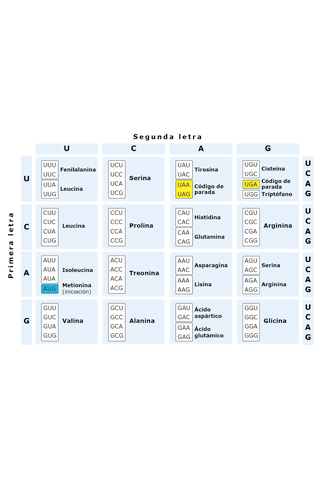 Segunda letra
U C A G
Primera letra
U
UUU
UUC
Fenilalanina
UUA
UUG
Leucina
UCU
UCC
UCA
UCG
Serina
UAU
UAC
Tirosina
UAA
UAG
Código de
parada
UGU
UGC
Cisteína
UGA
Código de
parada
UGG
Triptófano
U
C
A
G
C
CUU
CUC
CUA
CUG
Leucina
CCU
CCC
CCA
CCG
Prolina
CAU
CAC
Histidina
CAA
CAG
Glutamina
CGU
CGC
CGA
CGG
Arginina
U
C
A
G
A
AUU
AUA
AUA
Isoleucina
AUG
Metionina
(iniciación)
ACU
ACC
ACA
ACG
Treonina
AAU
AAC
Asparagina
AAA
AAG
Lisina
AGU
AGC
Serina
AGA
AGG
Arginina
U
C
A
G
G
GUU
GUC
GUA
GUG
Valina
GCU
GCC
GCA
GCG
Alanina
GAU
GAC
Ácido
aspártico
GAA
GAG
Ácido
glutámico
GGU
GGC
GGA
GGG
Glicina
U
C
A
G